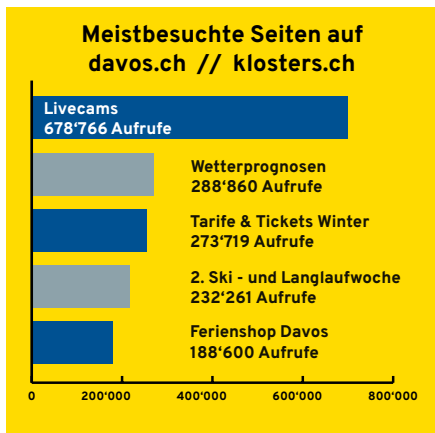 Meistbesuchte Seiten auf
davos.ch // klosters.ch
Livecams
678‘766 Aufrufe
Wetterprognosen
288‘860 Aufrufe
Tarife & Tickets Winter
273‘719 Aufrufe
2. Ski - und Langlaufwoche
232‘261 Aufrufe
Ferienshop Davos
188‘600 Aufrufe
0 200‘000 400‘000 600‘000 800‘000